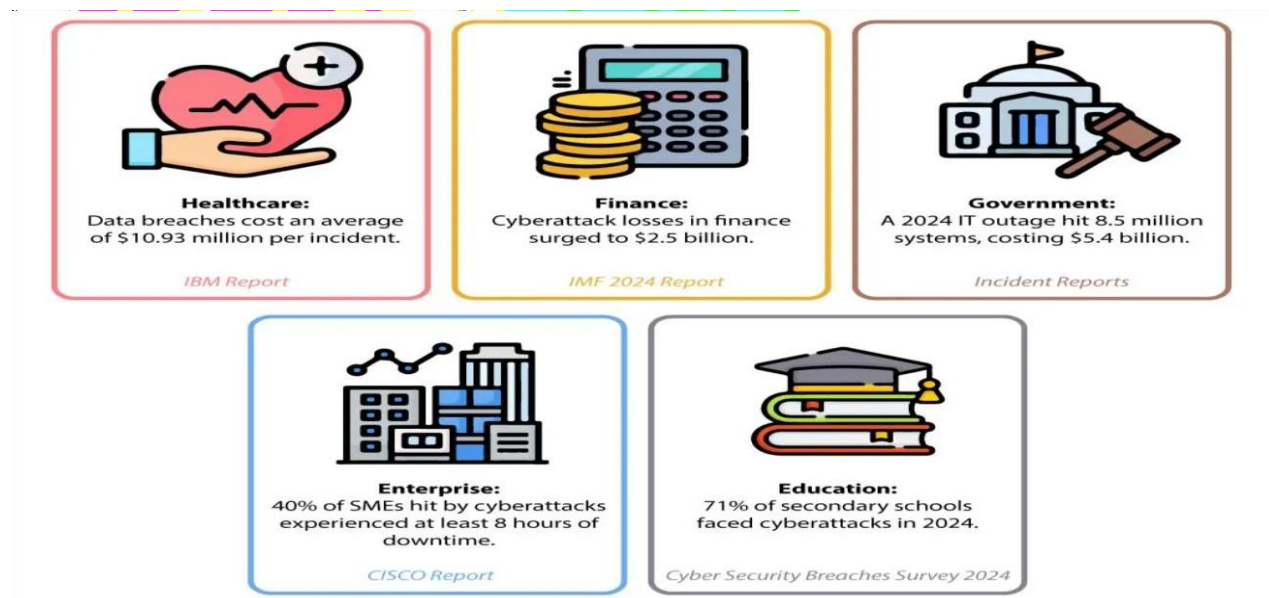 Healthcare:
Data breaches cost an average
of $10.93 million per incident.
IBM Report
Finance:
Cyberattack losses in finance
surged to $2.5 billion.
IMF 2024 Report
Government:
A 2024 IT outage hit 8.5 million
systems, costing $5.4 billion.
Incident Reports
Enterprise:
40% of SMEs hit by cyberattacks
experienced at least 8 hours of
downtime.
CISCO Report
Education:
71% of secondary schools
faced cyberattacks in 2024.
Cyber Security Breaches Survey 2024